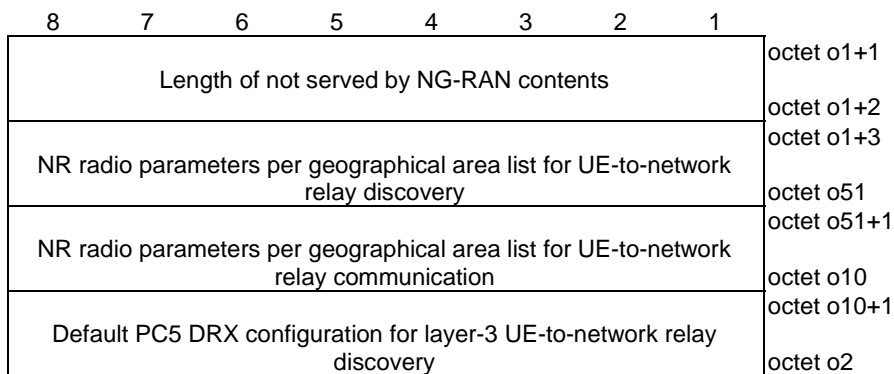 8 7 6 5 4 3 2 1
Length of not served by NG-RAN contents
octet o1+1
octet o1+2
NR radio parameters per geographical area list for UE-to-network
relay discovery
octet o1+3
octet o51
NR radio parameters per geographical area list for UE-to-network
relay communication
octet o51+1
octet o10
Default PC5 DRX configuration for layer-3 UE-to-network relay
discovery
octet o10+1
octet o2